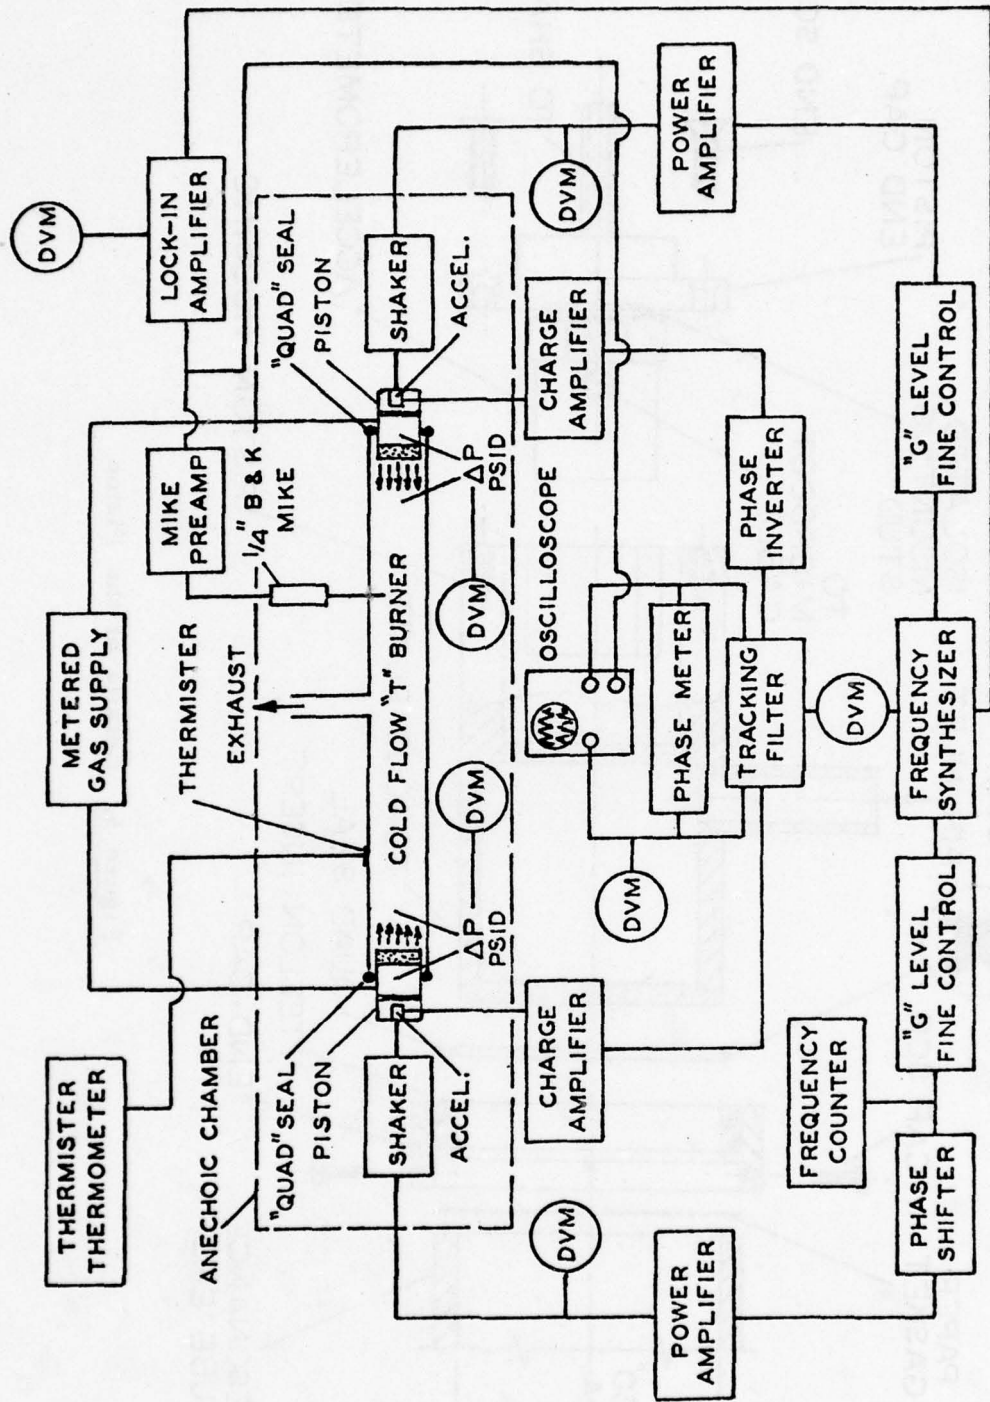 THERMISTER
THERMOMETER
METERED
GAS SUPPLY
DVM
LOCK-IN
AMPLIFIER
MIKE
PREAMP
1/4" B & K
MIKE
THERMISTER
EXHAUST
ANECHOIC CHAMBER
"QUAD" SEAL
PISTON
SHAKER
ACCEL.
ΔP
PSID
DVM
COLD FLOW "T" BURNER
DVM
ΔP
PSID
"QUAD" SEAL
PISTON
SHAKER
ACCEL.
DVM
CHARGE
AMPLIFIER
DVM
OSCILLOSCOPE
PHASE METER
TRACKING
FILTER
CHARGE
AMPLIFIER
PHASE
INVERTER
DVM
POWER
AMPLIFIER
POWER
AMPLIFIER
FREQUENCY
COUNTER
DVM
PHASE
SHIFTER
"G" LEVEL
FINE CONTROL
FREQUENCY
SYNTHESIZER
"G" LEVEL
FINE CONTROL